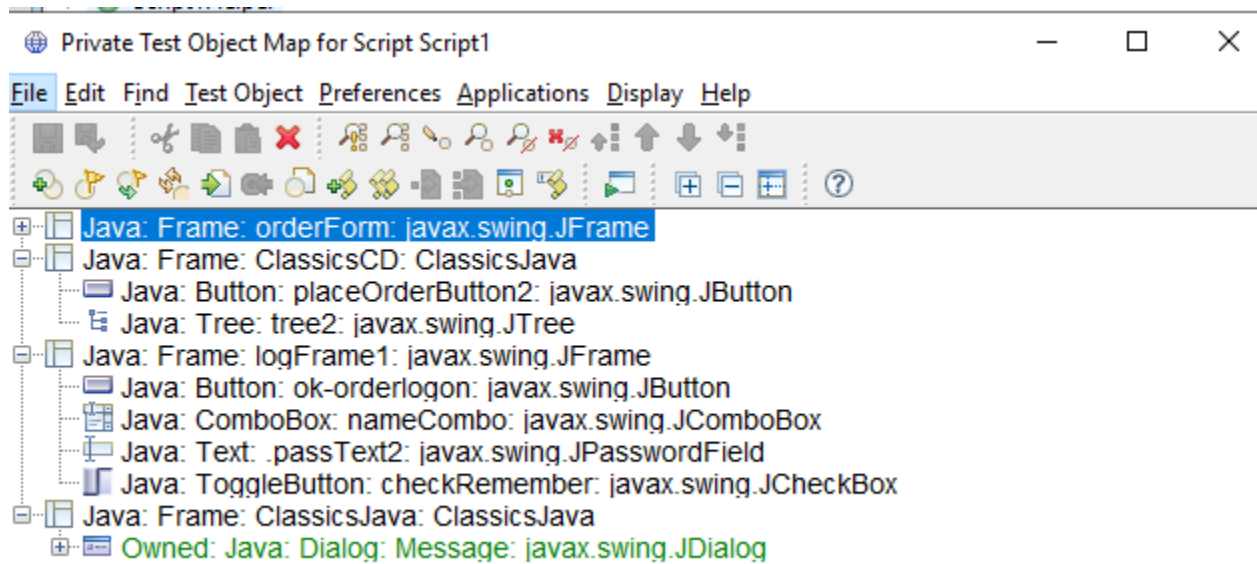 Private Test Object Map for Script Script1
File Edit Find Test Object Preferences Applications Display Help
Java: Frame: orderForm: javax.swing.JFrame
Java: Frame: ClassicsCD: ClassicsJava
Java: Button: placeOrderButton2: javax.swing.JButton
Java: Tree: tree2: javax.swing.JTree
Java: Frame: logFrame1: javax.swing.JFrame
Java: Button: ok-orderlogon: javax.swing.JButton
Java: ComboBox: nameCombo: javax.swing.JComboBox
Java: Text: .passText2: javax.swing.JPasswordField
Java: ToggleButton: checkRemember: javax.swing.JCheckBox
Java: Frame: ClassicsJava: ClassicsJava
Owned: Java: Dialog: Message: javax.swing.JDialog